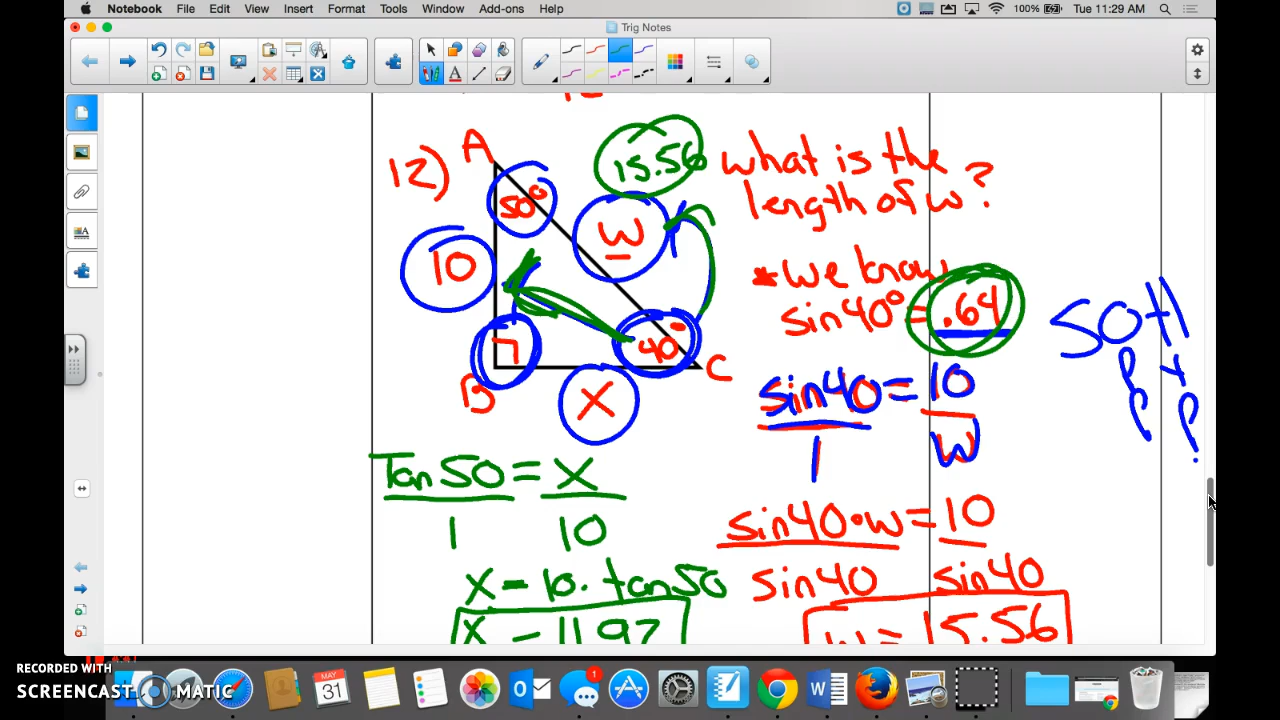 Notebook File Edit View Insert Format Tools Window Add-ons Help 100% Tue 11:29 AM
Trig Notes
12)
A
50°
15.56
what is the
length of w?
10
w
*we know
sin40° = .64
40°
B
C
X
sin40 = 10
1 w
Tan50 = X
1 10
sin40•w = 10
sin40 sin40
X = 10. tan50
X = 11.92
w = 15.56
RECORDED WITH
SCREENCAST MATIC
MAY
31
1